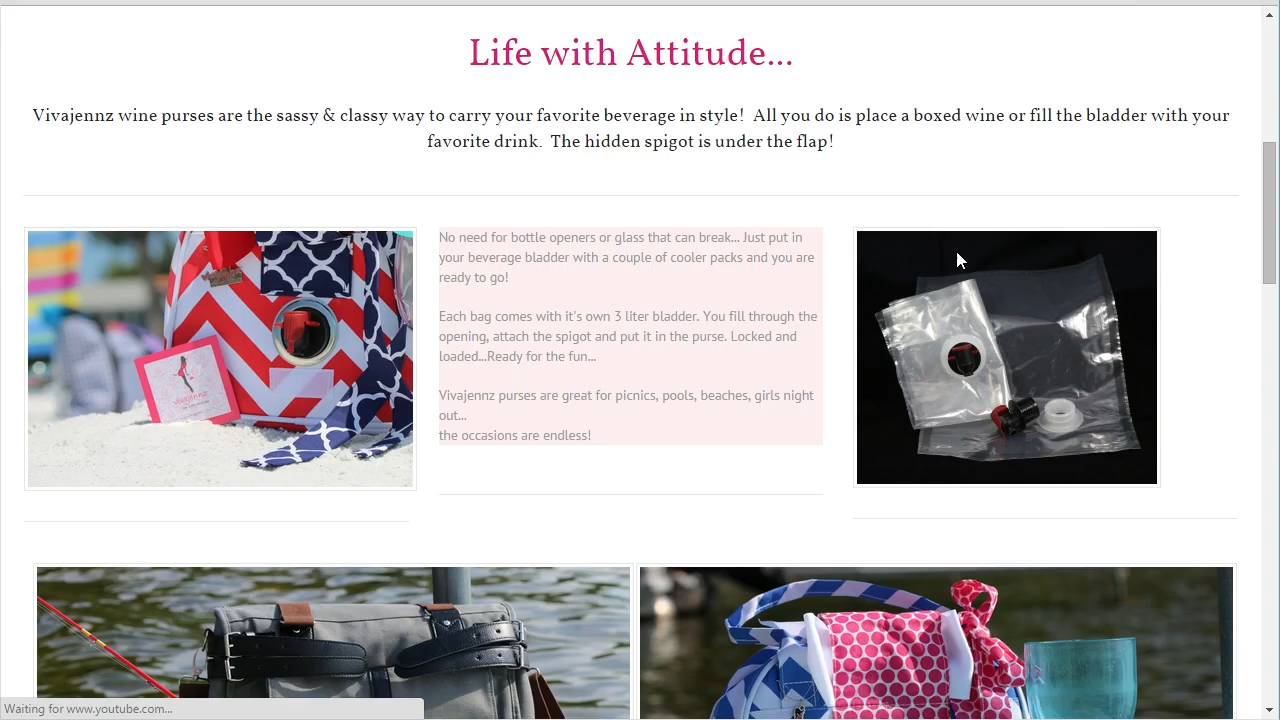 Life with Attitude...
Vivajennz wine purses are the sassy & classy way to carry your favorite beverage in style!  All you do is place a boxed wine or fill the bladder with your
favorite drink.  The hidden spigot is under the flap!
No need for bottle openers or glass that can break... Just put in
your beverage bladder with a couple of cooler packs and you are
ready to go!
Each bag comes with it's own 3 liter bladder. You fill through the
opening, attach the spigot and put it in the purse. Locked and
loaded...Ready for the fun...
Vivajennz purses are great for picnics, pools, beaches, girls night
out...
the occasions are endless!
vivajennz
Waiting for www.youtube.com...